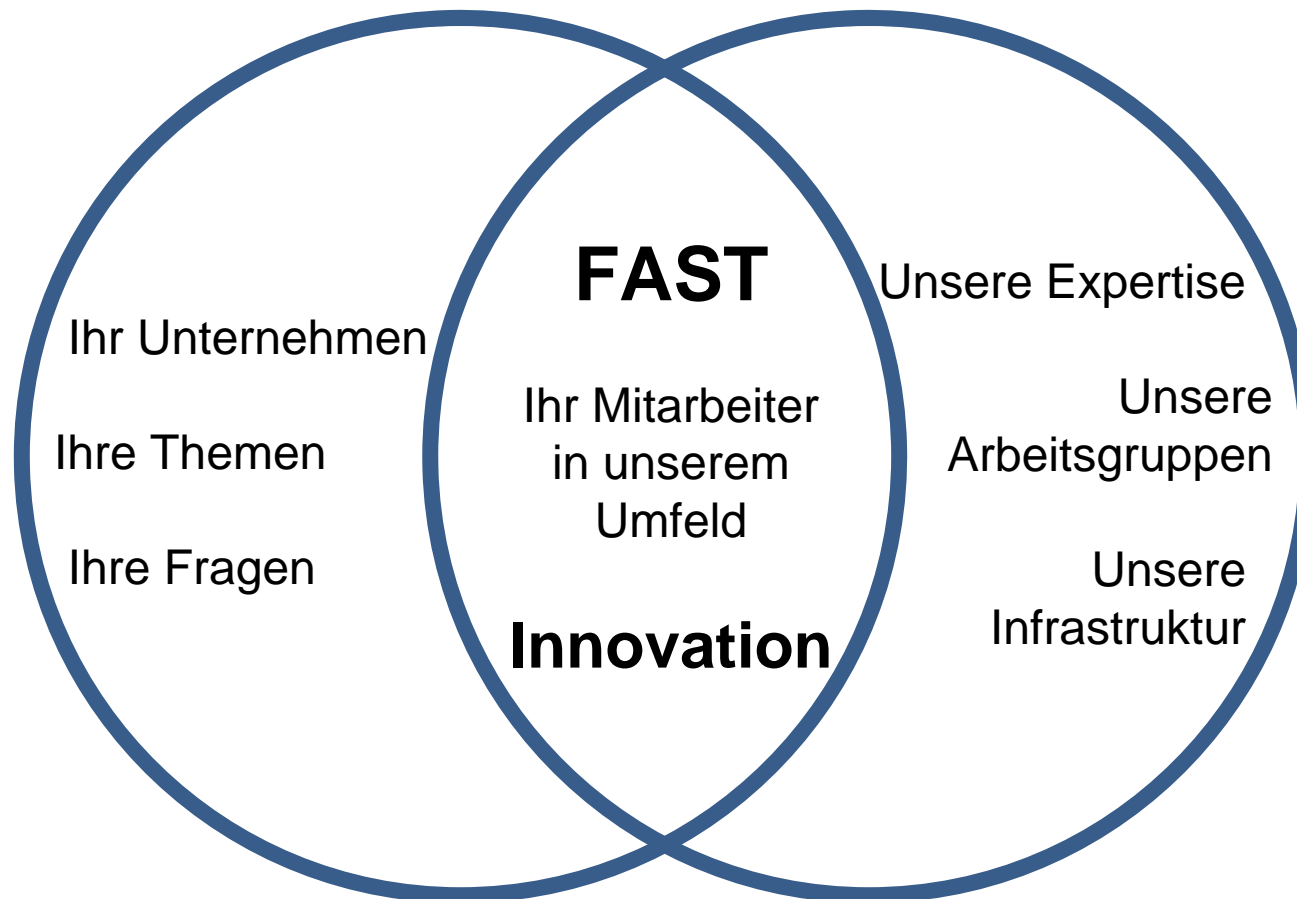 Ihr Unternehmen
Ihre Themen
Ihre Fragen
FAST
Ihr Mitarbeiter
in unserem
Umfeld
Innovation
Unsere Expertise
Unsere
Arbeitsgruppen
Unsere
Infrastruktur